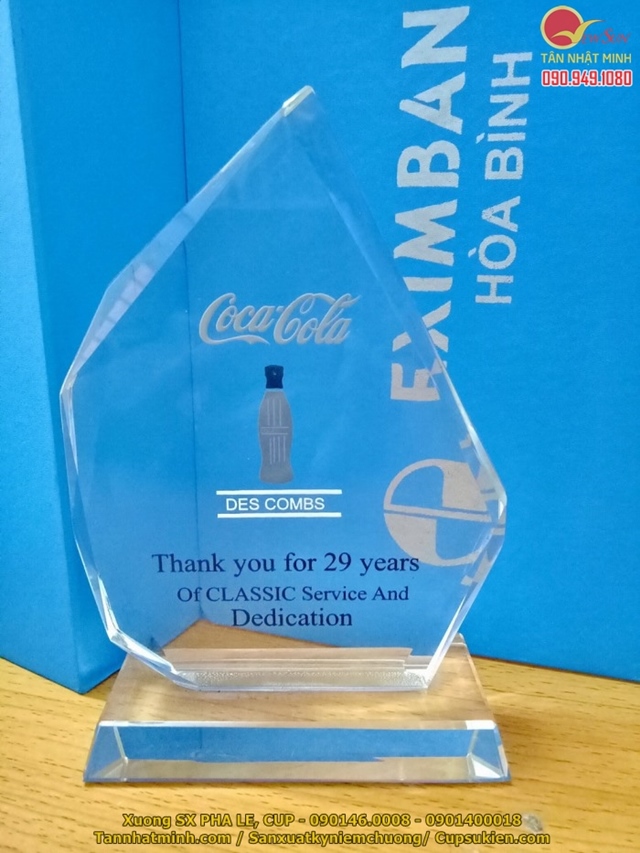 TÂN NHẬT MINH
090.949.1080
EXIMBAN
HÒA BÌNH
Coca-Cola
DES COMBS
Thank you for 29 years
Of CLASSIC Service And
Dedication
Xuong SX PHA LE, CUP - 090146.0008 - 0901400018
Tannhatminh.com / Sanxuatkyniemchuong/ Cupsukien.com